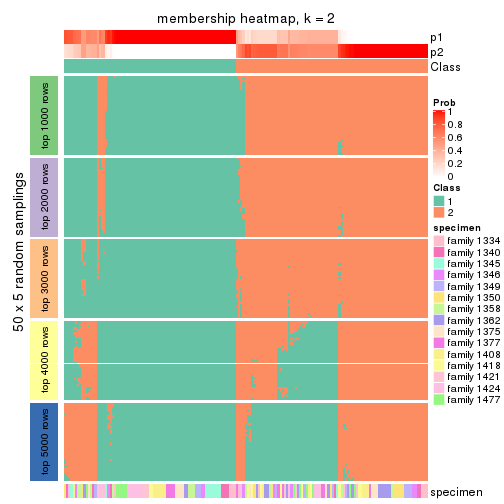 membership heatmap, k = 2
p1
p2
Class
50 x 5 random samplings
top 1000 rows
top 2000 rows
top 3000 rows
top 4000 rows
top 5000 rows
specimen
Prob
1
0.8
0.6
0.4
0.2
0
Class
1
2
specimen
family 1334
family 1340
family 1345
family 1346
family 1349
family 1350
family 1358
family 1362
family 1375
family 1377
family 1408
family 1418
family 1421
family 1424
family 1477